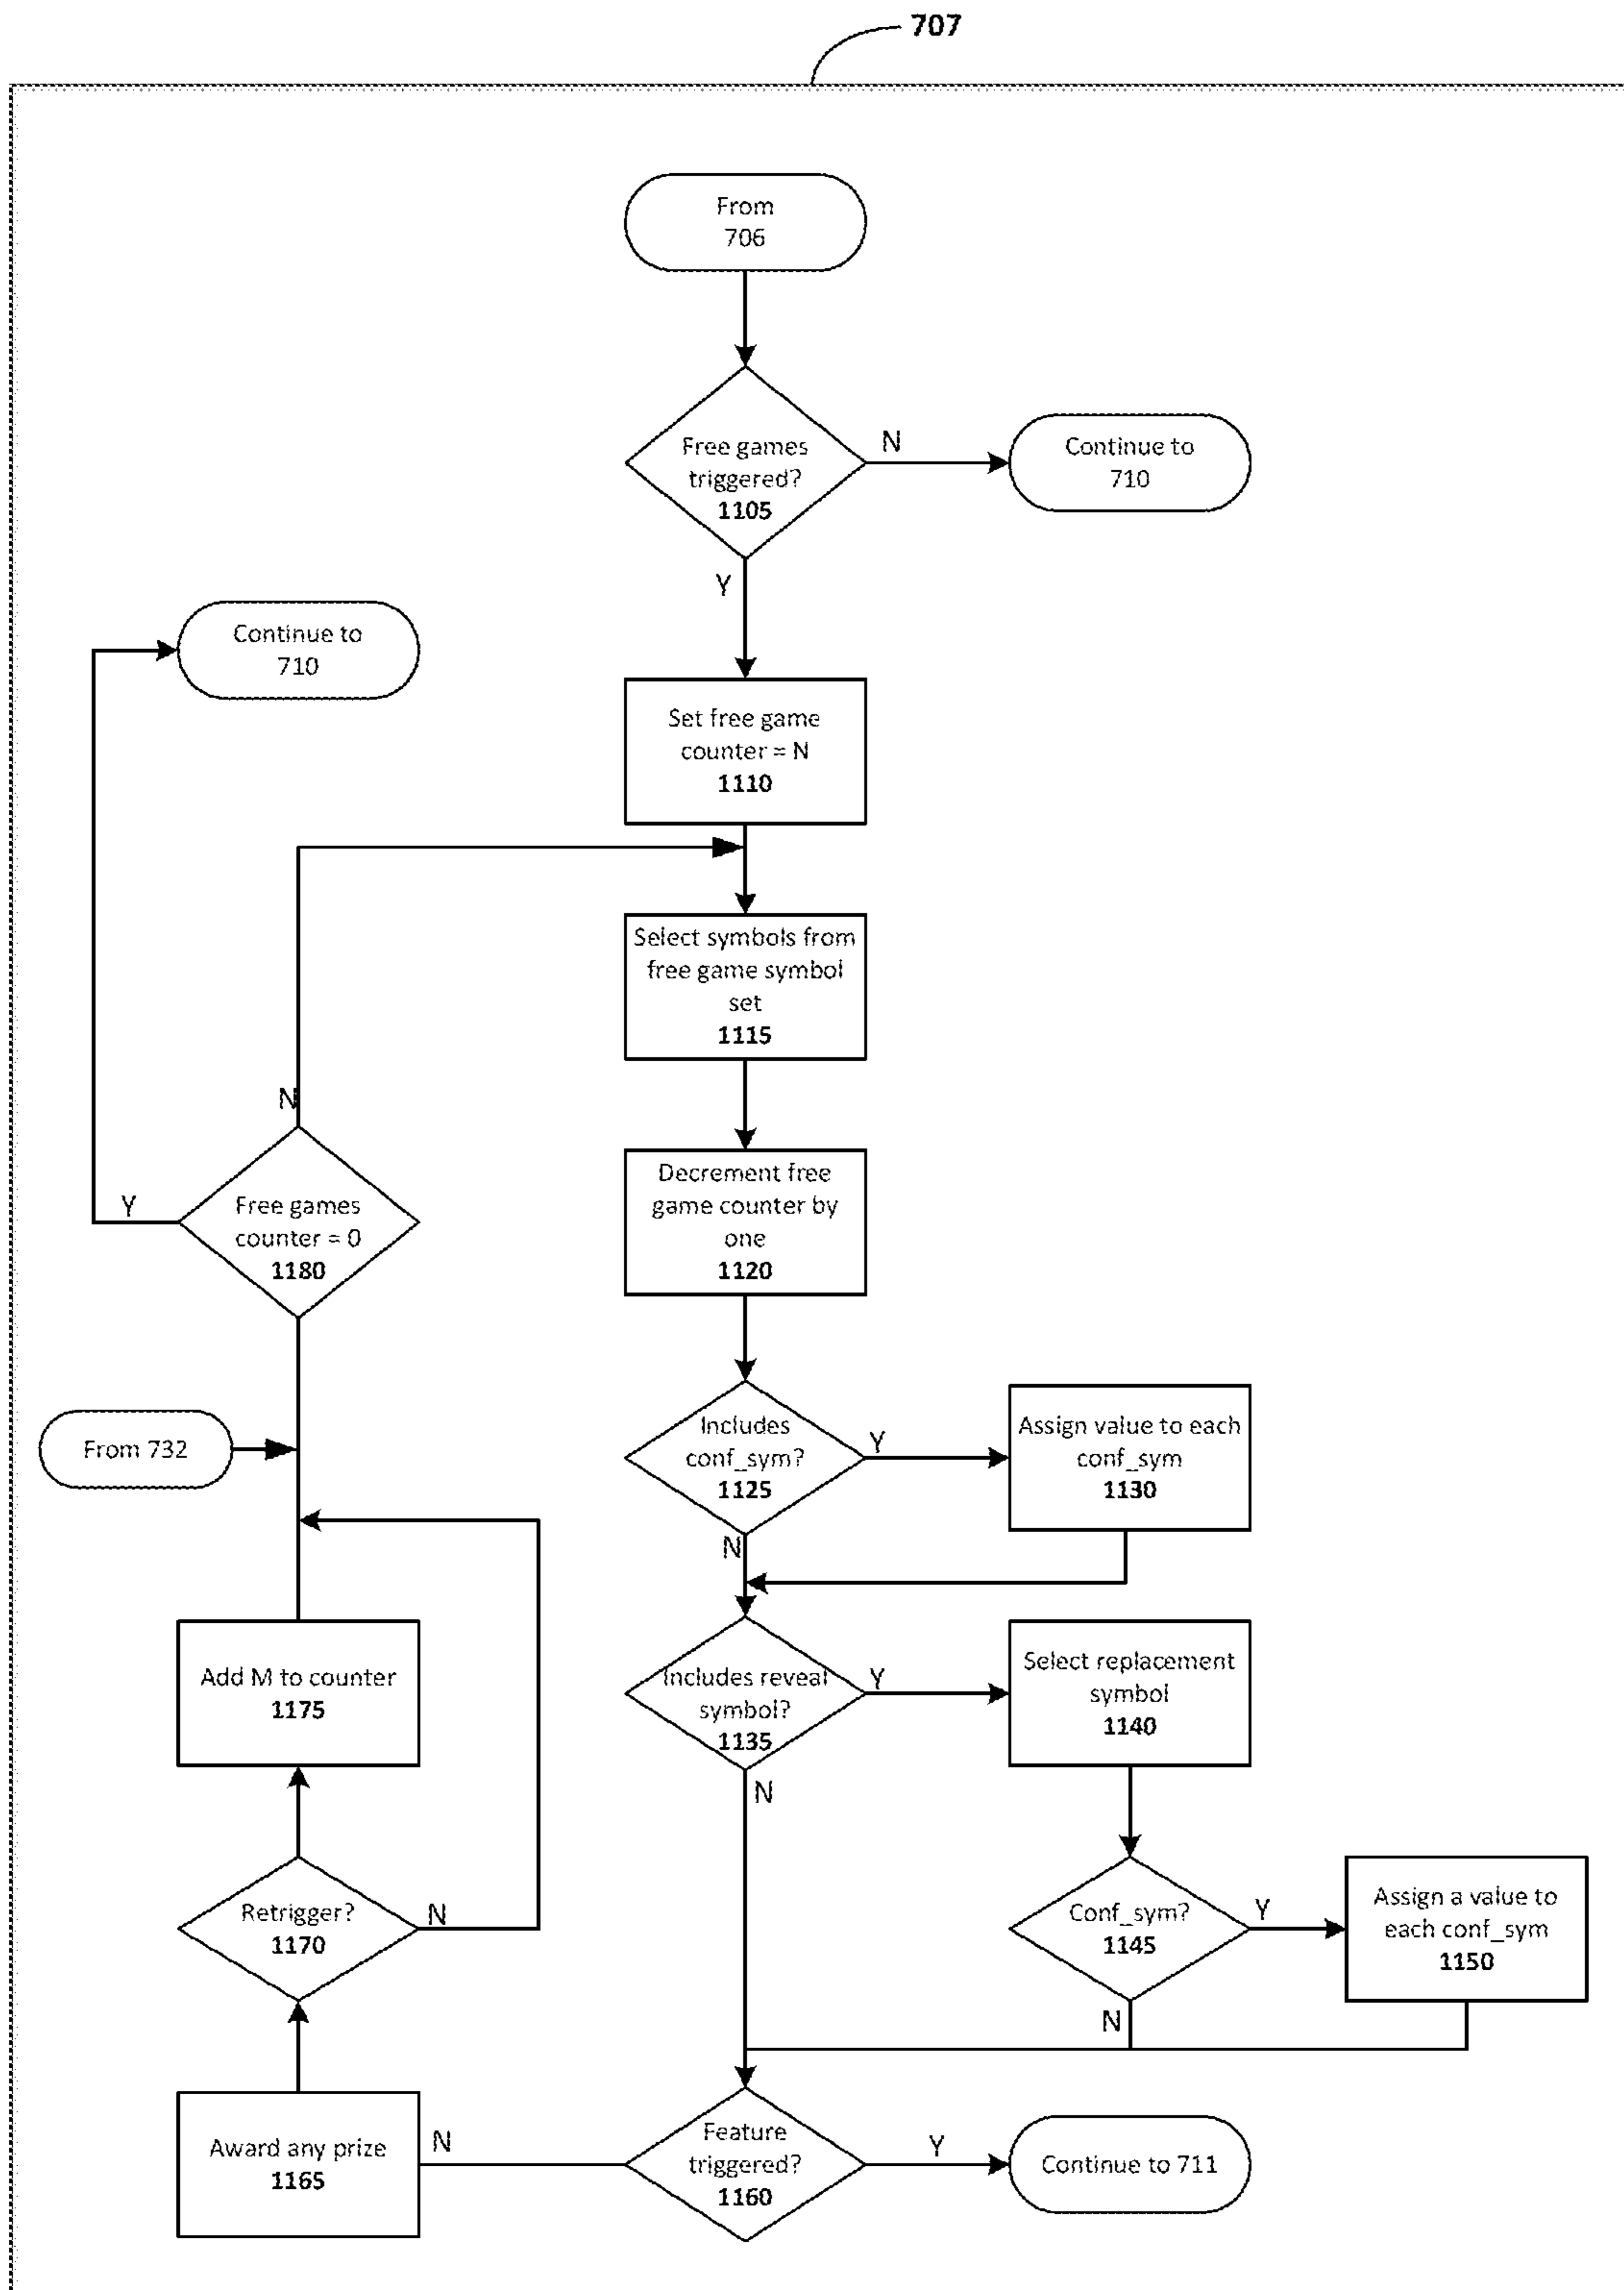 707
From
706
Free games
triggered?
1105
N
Continue to
710
Y
Continue to
710
Set free game
counter = N
1110
Select symbols from
free game symbol
set
1115
N
Free games
counter = 0
1180
Y
Decrement free
game counter by
one
1120
Includes
conf_sym?
1125
Y
Assign value to each
conf_sym
1130
From 732
N
Includes reveal
symbol?
1135
Y
Select replacement
symbol
1140
Add M to counter
1175
N
Retrigger?
1170
N
Conf_sym?
1145
Y
Assign a value to
each conf_sym
1150
N
Award any prize
1165
N
Feature
triggered?
1160
Y
Continue to 711